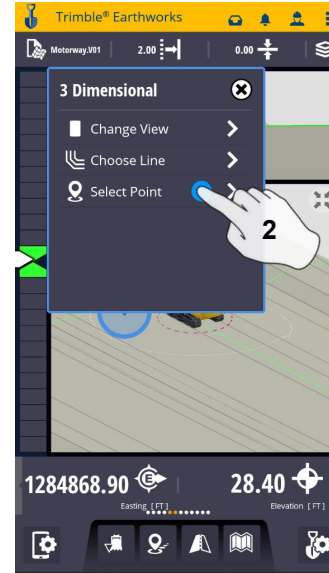 Trimble® Earthworks
Motorway.V01 2.00 0.00
3 Dimensional
Change View
Choose Line
Select Point
2
1284868.90 E 28.40
Easting [FT] Elevation [FT]